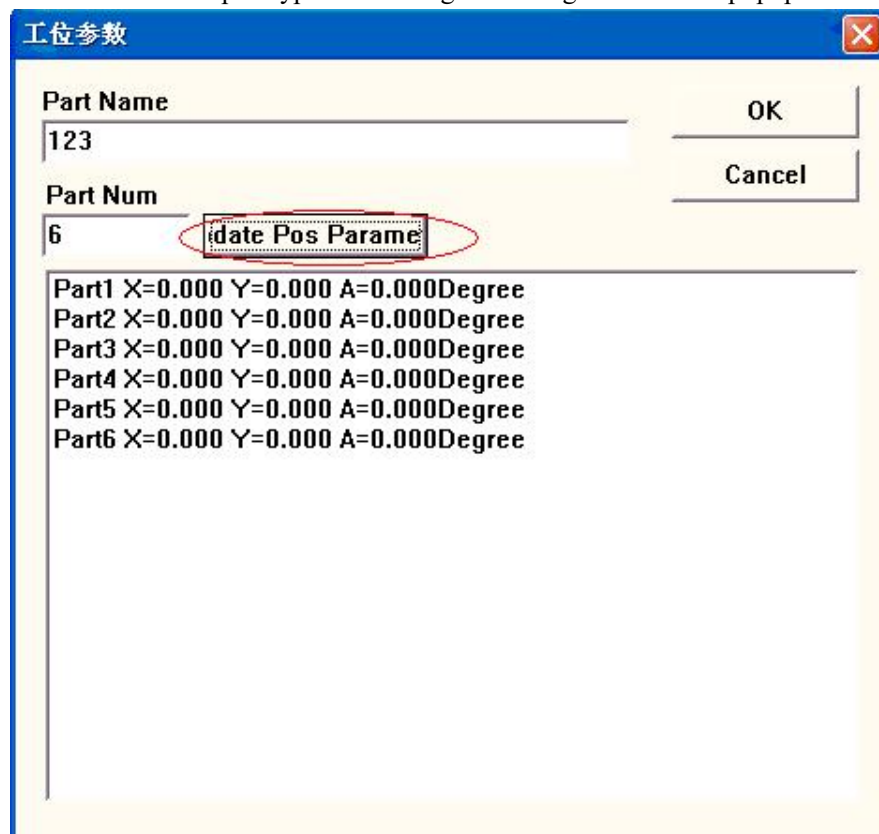 工位参数
Part Name
OK
123
Cancel
Part Num
6
date Pos Parame
Part1 X=0.000 Y=0.000 A=0.000Degree
Part2 X=0.000 Y=0.000 A=0.000Degree
Part3 X=0.000 Y=0.000 A=0.000Degree
Part4 X=0.000 Y=0.000 A=0.000Degree
Part5 X=0.000 Y=0.000 A=0.000Degree
Part6 X=0.000 Y=0.000 A=0.000Degree